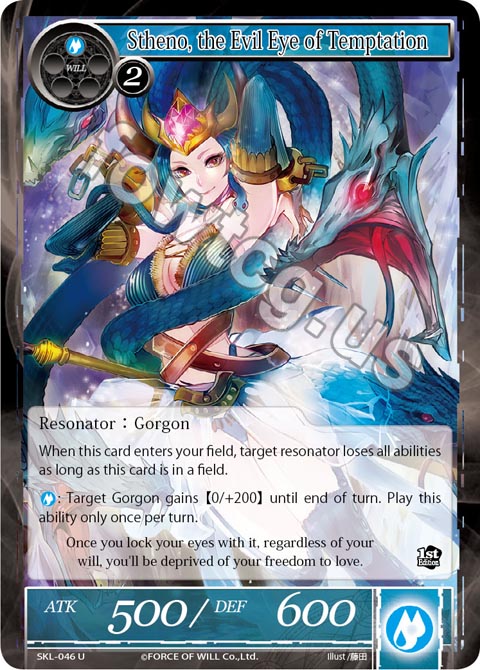 Stheno, the Evil Eye of Temptation
WILL
2
fowtcg.us
Resonator : Gorgon
When this card enters your field, target resonator loses all abilities
as long as this card is in a field.
: Target Gorgon gains 【0/+200】 until end of turn. Play this
ability only once per turn.
Once you lock your eyes with it, regardless of your
will, you'll be deprived of your freedom to love.
1st
Edition
ATK 500/ DEF 600
SKL-046 U ©FORCE OF WILL Co.,Ltd. Illust/藤田